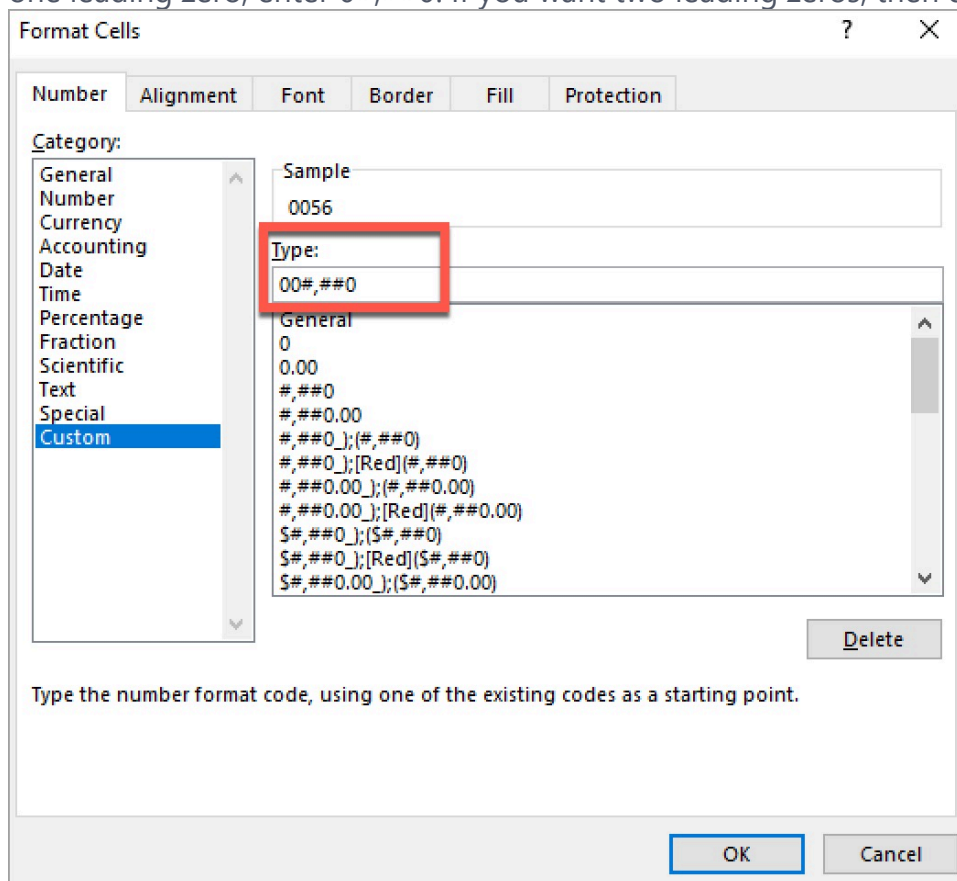 Format Cells ? X
Number Alignment Font Border Fill Protection
Category:
General
Number
Currency
Accounting
Date
Time
Percentage
Fraction
Scientific
Text
Special
Custom
Sample
0056
Type:
00#,##0
General
0
0.00
#,##0
#,##0.00
#,##0_);(#,##0)
#,##0_);[Red](#,##0)
#,##0.00_);(#,##0.00)
#,##0.00_);[Red](#,##0.00)
$#,##0_);($#,##0)
$#,##0_);[Red]($#,##0)
$#,##0.00_);($#,##0.00)
Delete
Type the number format code, using one of the existing codes as a starting point.
OK Cancel